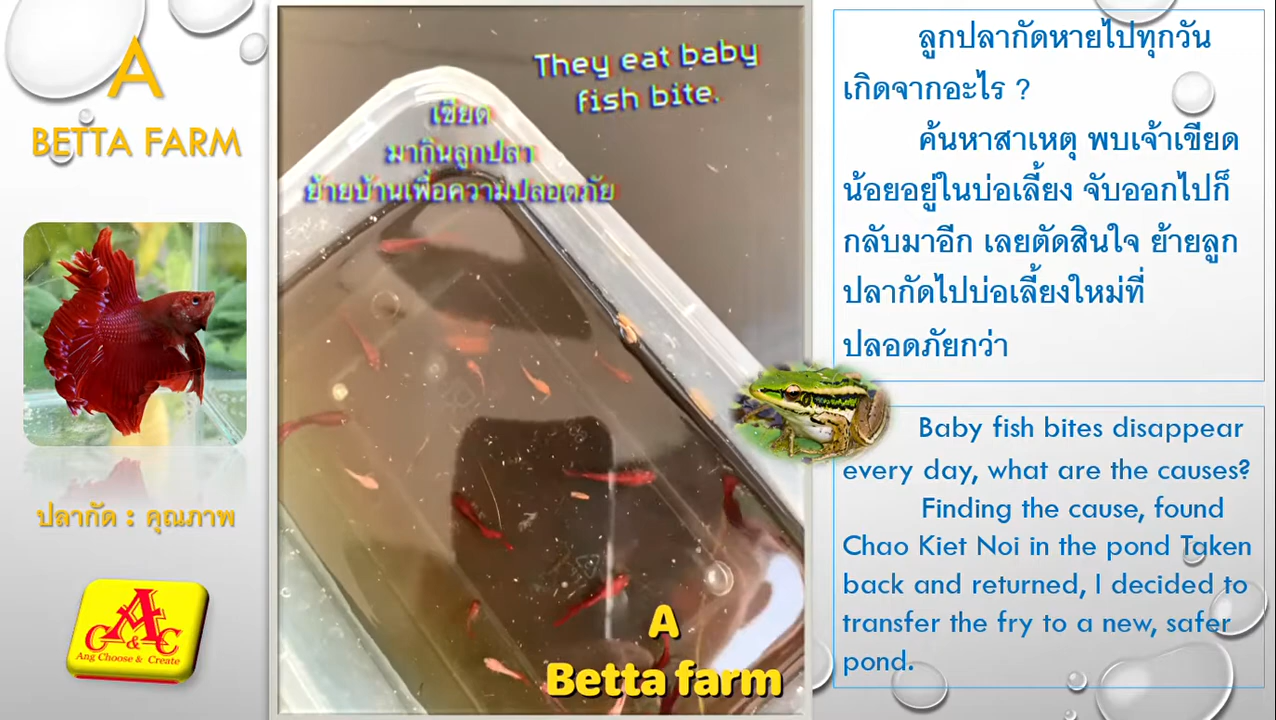 A
BETTA FARM
ปลากัด : คุณภาพ
A
C & C
Ang Choose & Create
They eat baby
fish bite.
เขียด
มากินลูกปลา
ย้ายบ้านเพื่อความปลอดภัย
A
Betta farm
ลูกปลากัดหายไปทุกวัน
เกิดจากอะไร ?
ค้นหาสาเหตุ พบเจ้าเขียด
น้อยอยู่ในบ่อเลี้ยง จับออกไปก็
กลับมาอีก เลยตัดสินใจ ย้ายลูก
ปลากัดไปบ่อเลี้ยงใหม่ที่
ปลอดภัยกว่า
Baby fish bites disappear
every day, what are the causes?
Finding the cause, found
Chao Kiet Noi in the pond Taken
back and returned, I decided to
transfer the fry to a new, safer
pond.